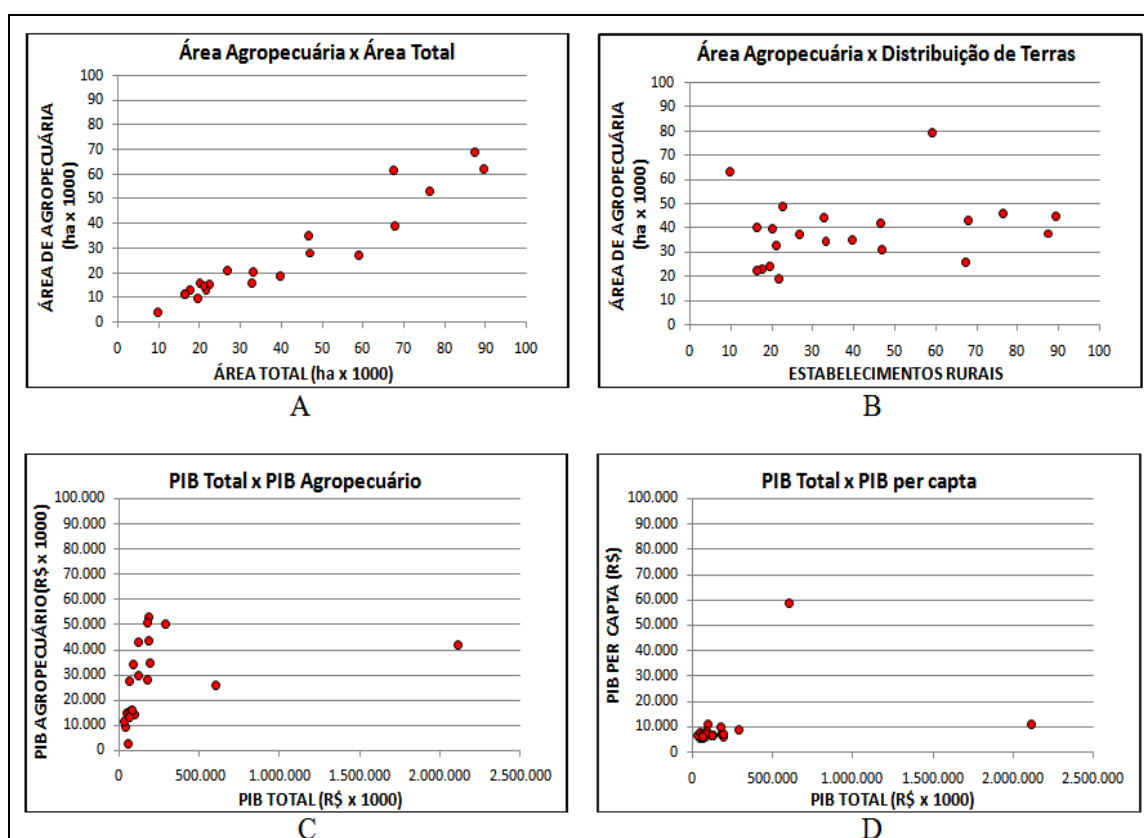 Área Agropecuária x Área Total
ÁREA DE AGROPECUÁRIA
(ha x 1000)
100
90
80
70
60
50
40
30
20
10
0
0 10 20 30 40 50 60 70 80 90 100
ÁREA TOTAL (ha x 1000)
A
Área Agropecuária x Distribuição de Terras
ÁREA DE AGROPECUÁRIA
(ha x 1000)
100
90
80
70
60
50
40
30
20
10
0
0 10 20 30 40 50 60 70 80 90 100
ESTABELECIMENTOS RURAIS
B
PIB Total x PIB Agropecuário
PIB AGROPECUÁRIO(R$ x 1000)
100.000
90.000
80.000
70.000
60.000
50.000
40.000
30.000
20.000
10.000
0
0 500.000 1.000.000 1.500.000 2.000.000 2.500.000
PIB TOTAL (R$ x 1000)
C
PIB Total x PIB per capta
PIB PER CAPTA (R$)
100.000
90.000
80.000
70.000
60.000
50.000
40.000
30.000
20.000
10.000
0
0 500.000 1.000.000 1.500.000 2.000.000 2.500.000
PIB TOTAL (R$ x 1000)
D